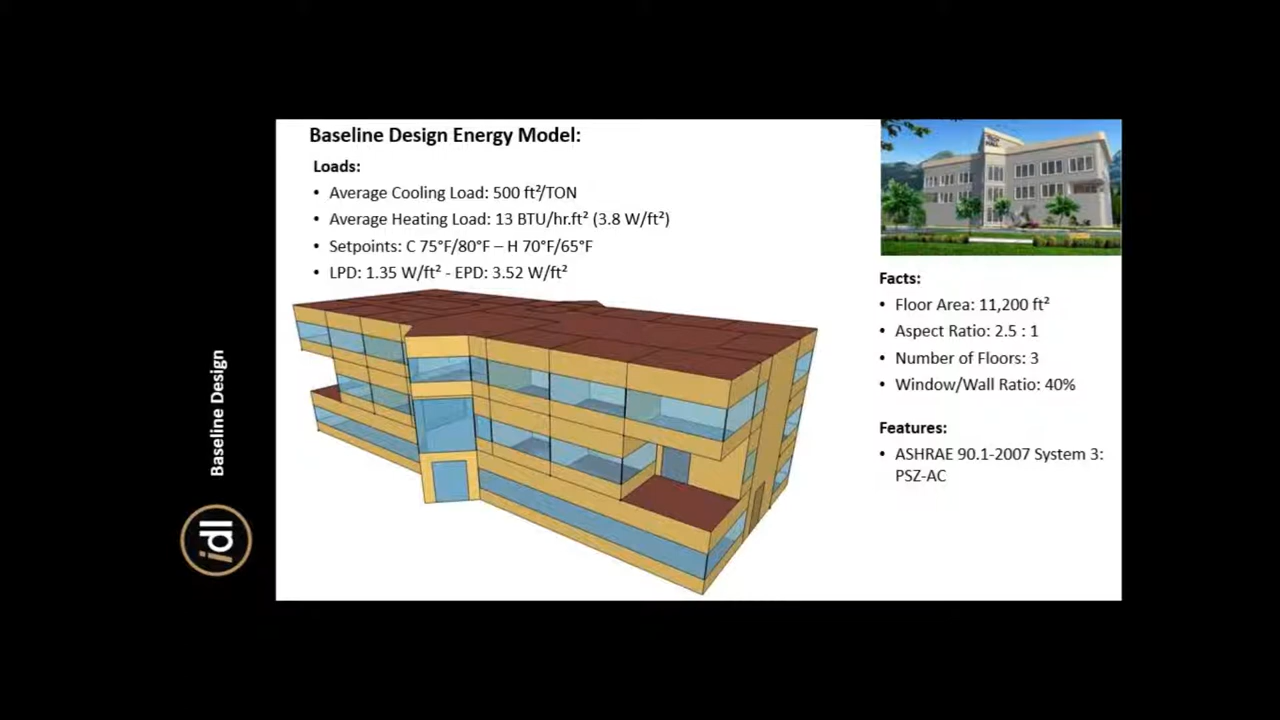 Baseline Design Energy Model:
Loads:
• Average Cooling Load: 500 ft²/TON
• Average Heating Load: 13 BTU/hr.ft² (3.8 W/ft²)
• Setpoints: C 75°F/80°F – H 70°F/65°F
• LPD: 1.35 W/ft² - EPD: 3.52 W/ft²
Facts:
• Floor Area: 11,200 ft²
• Aspect Ratio: 2.5 : 1
• Number of Floors: 3
• Window/Wall Ratio: 40%
Features:
• ASHRAE 90.1-2007 System 3:
PSZ-AC
Baseline Design
idl